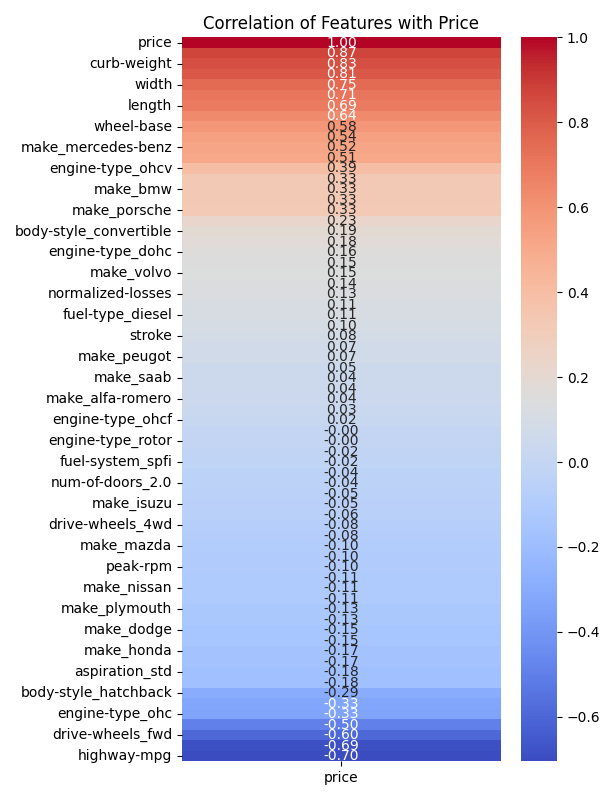 Correlation of Features with Price
price 1.00
0.87
curb-weight 0.83
0.81
width 0.75
0.71
length 0.69
0.64
wheel-base 0.58
0.54
make_mercedes-benz 0.52
0.51
engine-type_ohcv 0.39
0.33
make_bmw 0.33
0.33
make_porsche 0.33
0.23
body-style_convertible 0.19
0.18
engine-type_dohc 0.16
0.15
make_volvo 0.15
0.14
normalized-losses 0.13
0.11
fuel-type_diesel 0.11
0.10
stroke 0.08
0.07
make_peugot 0.07
0.05
make_saab 0.04
0.04
make_alfa-romero 0.04
0.03
engine-type_ohcf 0.02
-0.00
engine-type_rotor -0.00
-0.02
fuel-system_spfi -0.02
-0.04
num-of-doors_2.0 -0.04
-0.05
make_isuzu -0.05
-0.06
drive-wheels_4wd -0.08
-0.08
make_mazda -0.10
-0.10
peak-rpm -0.10
-0.11
make_nissan -0.11
-0.11
make_plymouth -0.13
-0.13
make_dodge -0.15
-0.15
make_honda -0.17
-0.17
aspiration_std -0.18
-0.18
body-style_hatchback -0.29
-0.33
engine-type_ohc -0.33
-0.50
drive-wheels_fwd -0.60
-0.69
highway-mpg -0.70
price
1.0
0.8
0.6
0.4
0.2
0.0
−0.2
−0.4
−0.6